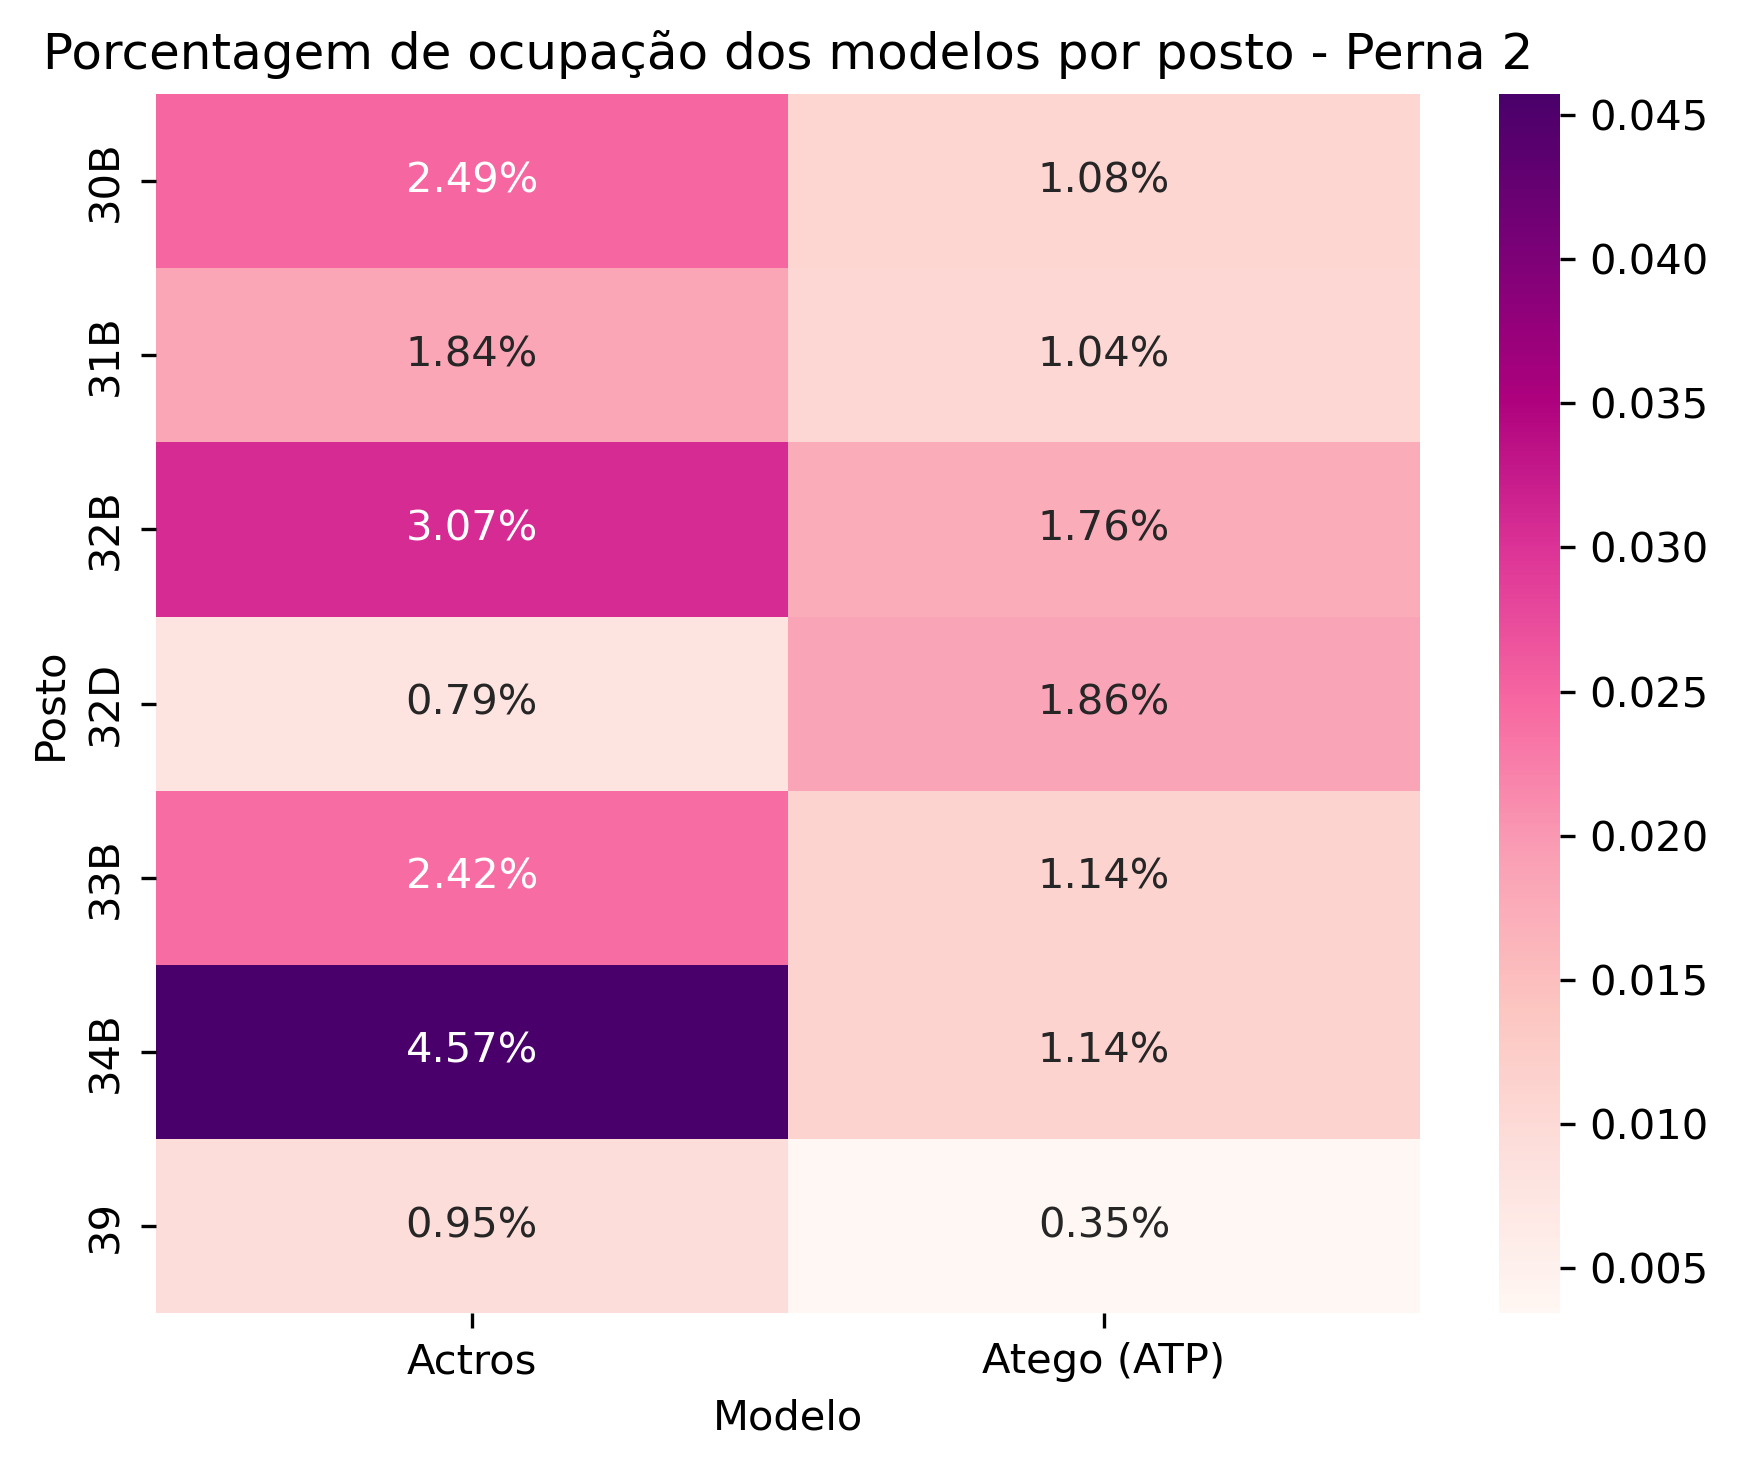 Porcentagem de ocupação dos modelos por posto - Perna 2
30B 2.49% 1.08%
31B 1.84% 1.04%
32B 3.07% 1.76%
32D 0.79% 1.86%
33B 2.42% 1.14%
34B 4.57% 1.14%
39 0.95% 0.35%
Posto
Actros Atego (ATP)
Modelo
0.045
0.040
0.035
0.030
0.025
0.020
0.015
0.010
0.005